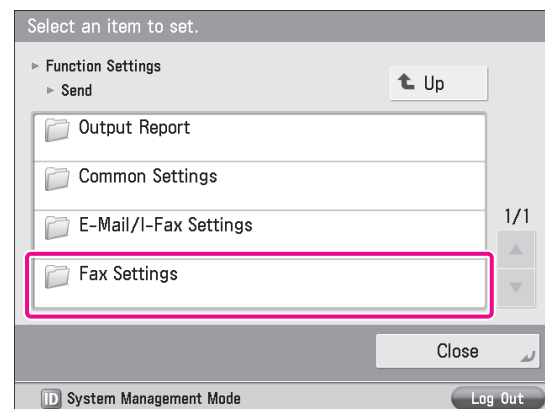 Select an item to set.
Function Settings
Send
Up
Output Report
Common Settings
E-Mail/I-Fax Settings
1/1
Fax Settings
Close
ID System Management Mode
Log Out